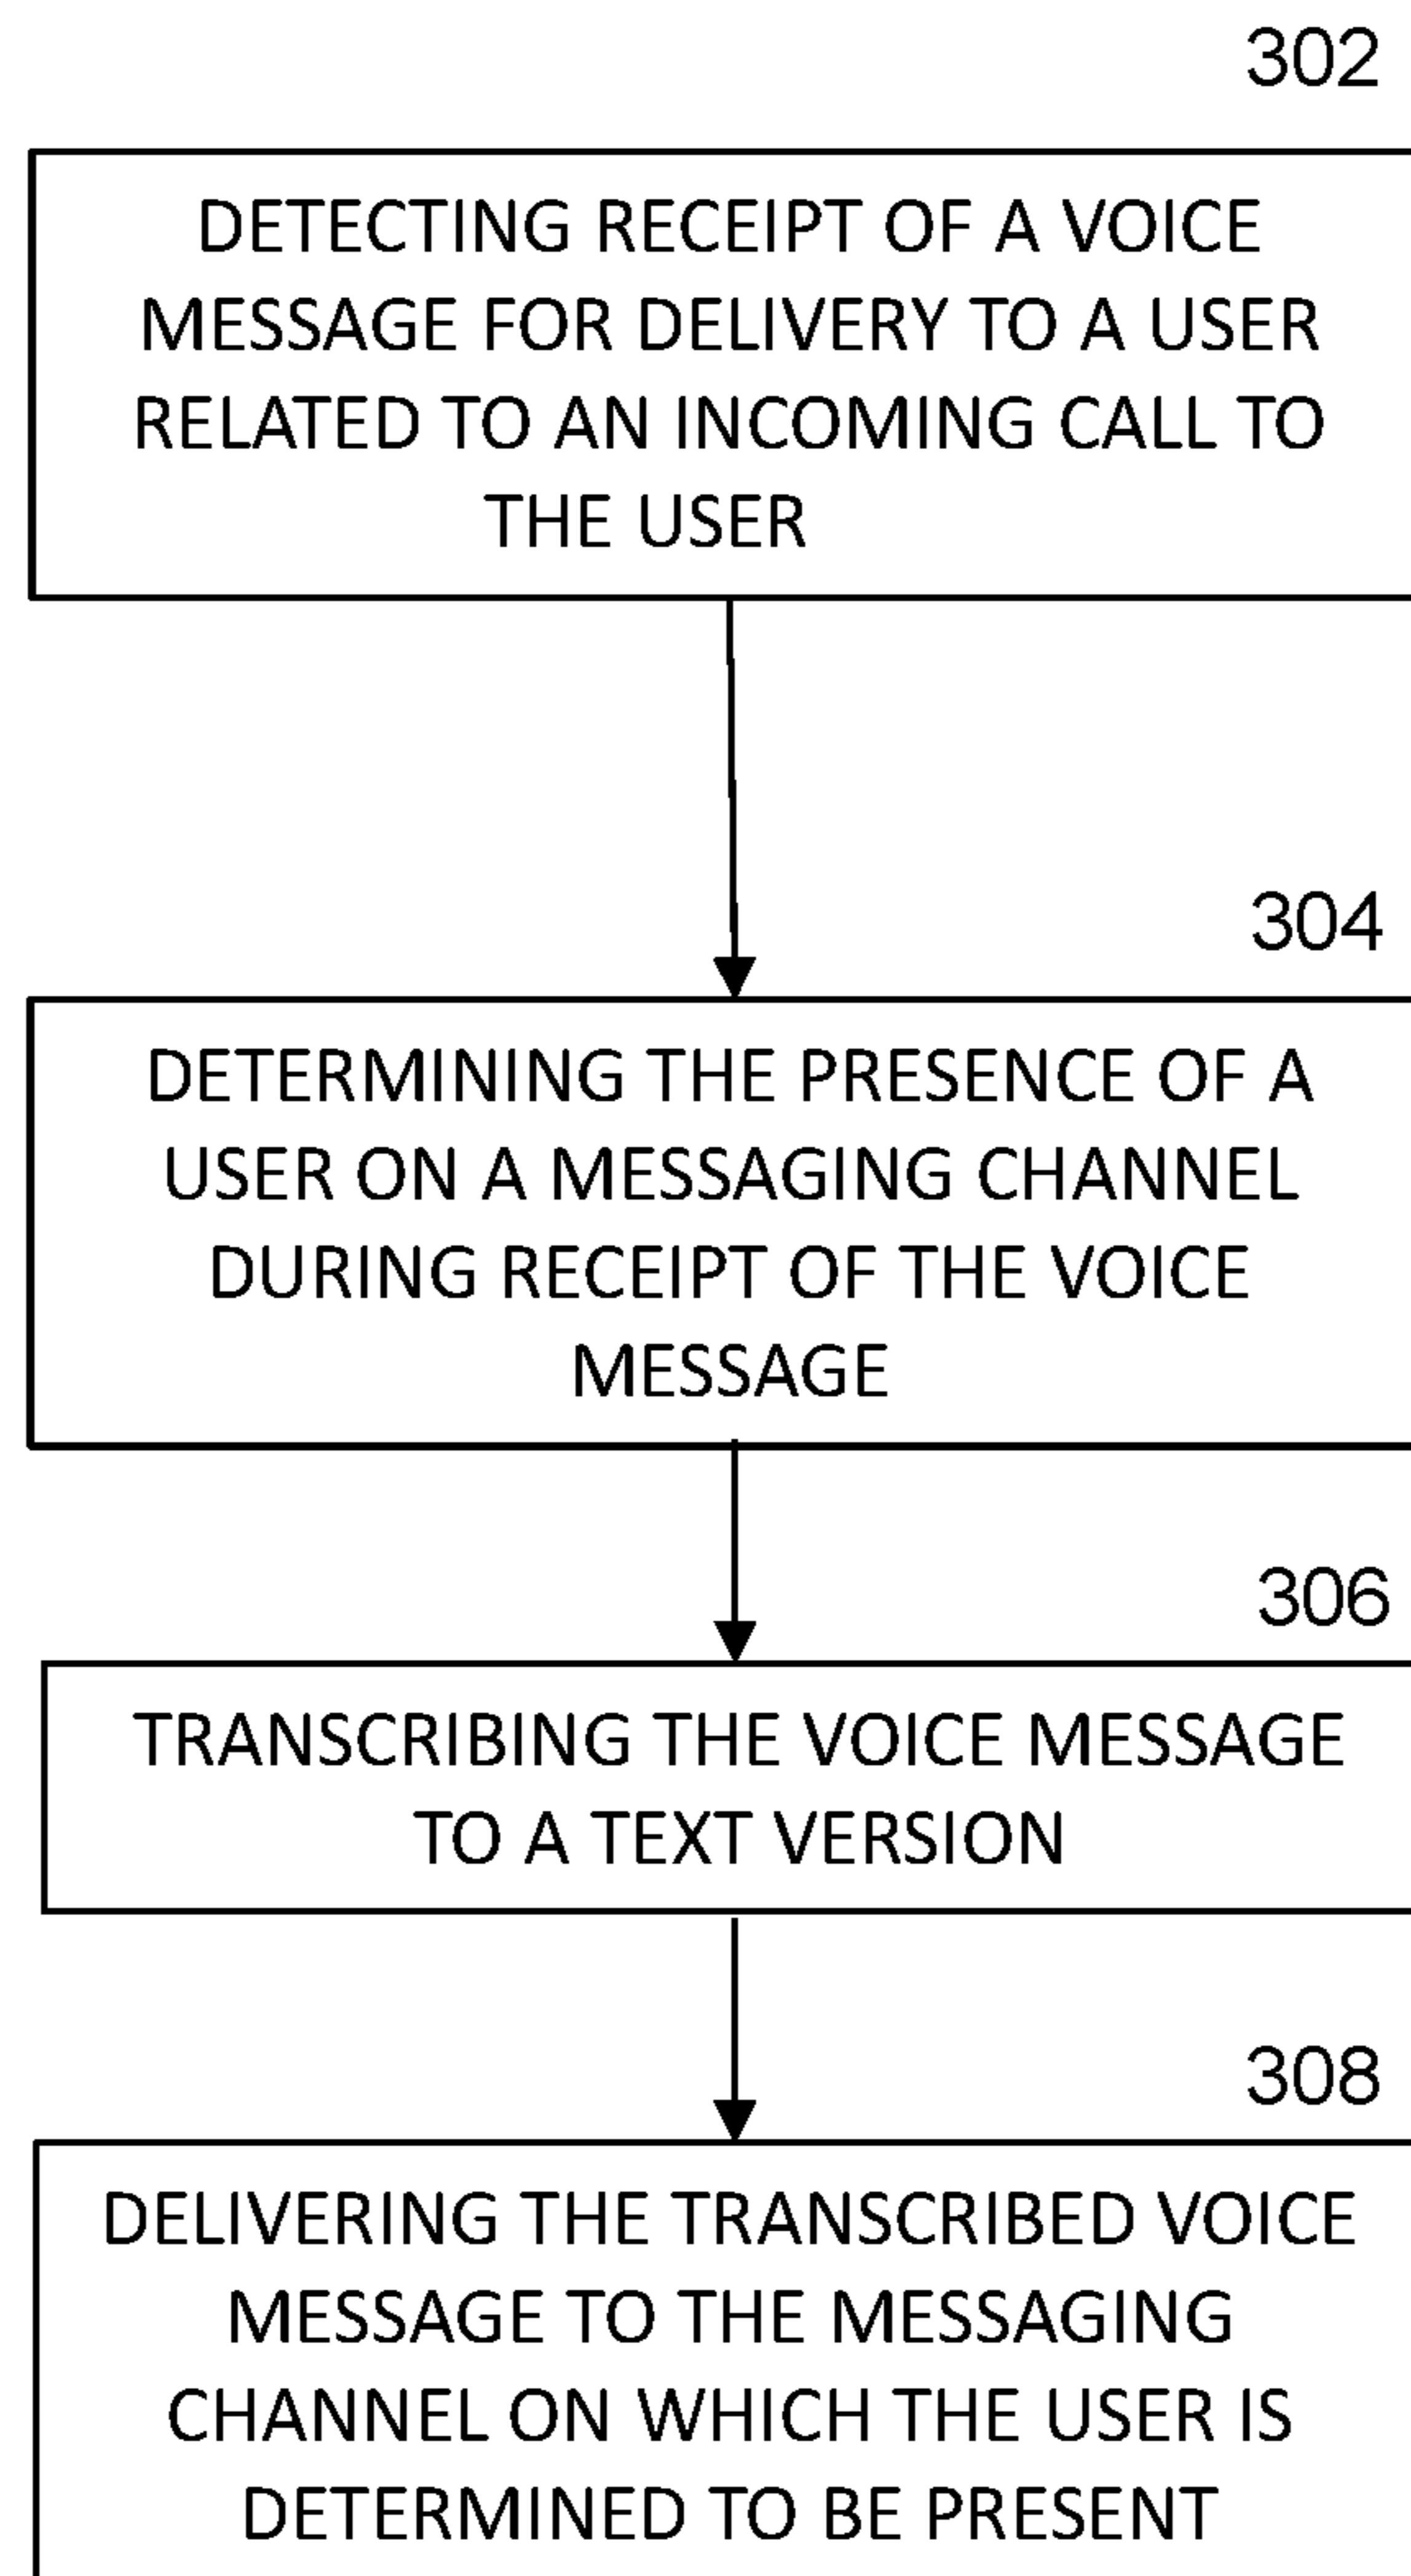 302
DETECTING RECEIPT OF A VOICE
MESSAGE FOR DELIVERY TO A USER
RELATED TO AN INCOMING CALL TO
THE USER
304
DETERMINING THE PRESENCE OF A
USER ON A MESSAGING CHANNEL
DURING RECEIPT OF THE VOICE
MESSAGE
306
TRANSCRIBING THE VOICE MESSAGE
TO A TEXT VERSION
308
DELIVERING THE TRANSCRIBED VOICE
MESSAGE TO THE MESSAGING
CHANNEL ON WHICH THE USER IS
DETERMINED TO BE PRESENT